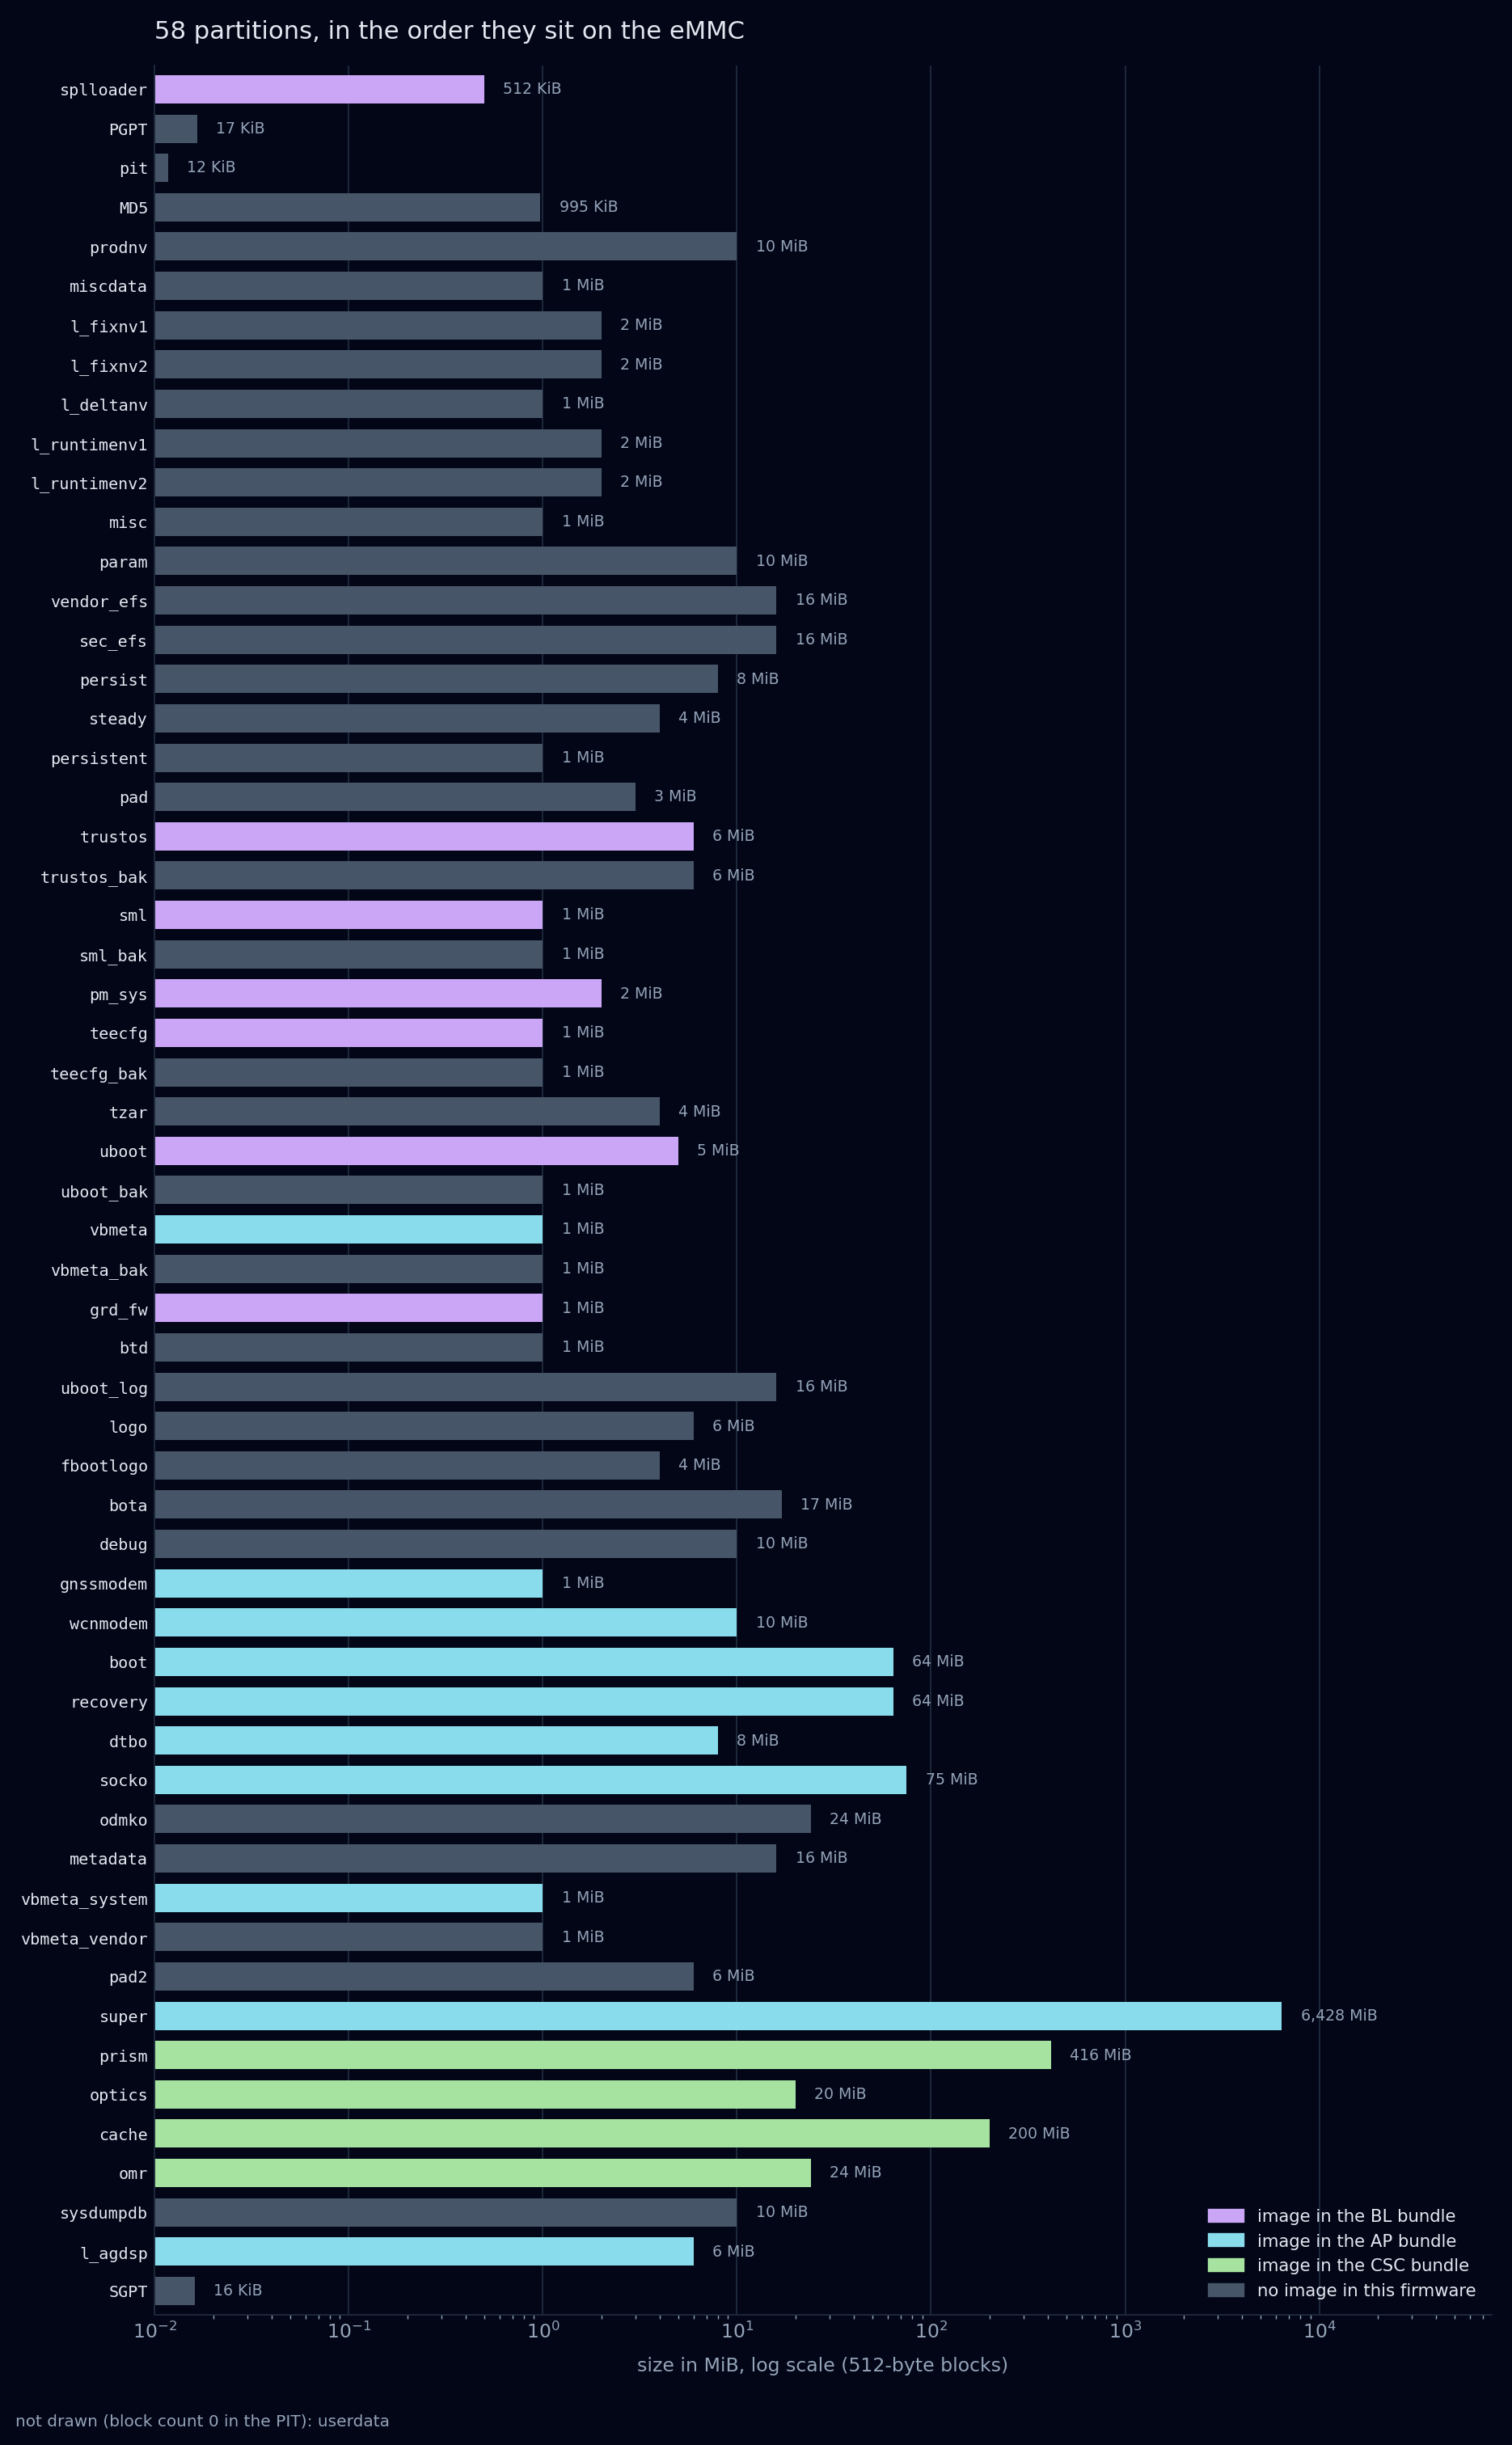 58 partitions, in the order they sit on the eMMC
splloader 512 KiB
PGPT 17 KiB
pit 12 KiB
MD5 995 KiB
prodnv 10 MiB
miscdata 1 MiB
l_fixnv1 2 MiB
l_fixnv2 2 MiB
l_deltanv 1 MiB
l_runtimenv1 2 MiB
l_runtimenv2 2 MiB
misc 1 MiB
param 10 MiB
vendor_efs 16 MiB
sec_efs 16 MiB
persist 8 MiB
steady 4 MiB
persistent 1 MiB
pad 3 MiB
trustos 6 MiB
trustos_bak 6 MiB
sml 1 MiB
sml_bak 1 MiB
pm_sys 2 MiB
teecfg 1 MiB
teecfg_bak 1 MiB
tzar 4 MiB
uboot 5 MiB
uboot_bak 1 MiB
vbmeta 1 MiB
vbmeta_bak 1 MiB
grd_fw 1 MiB
btd 1 MiB
uboot_log 16 MiB
logo 6 MiB
fbootlogo 4 MiB
bota 17 MiB
debug 10 MiB
gnssmodem 1 MiB
wcnmodem 10 MiB
boot 64 MiB
recovery 64 MiB
dtbo 8 MiB
socko 75 MiB
odmko 24 MiB
metadata 16 MiB
vbmeta_system 1 MiB
vbmeta_vendor 1 MiB
pad2 6 MiB
super 6,428 MiB
prism 416 MiB
optics 20 MiB
cache 200 MiB
omr 24 MiB
sysdumpdb 10 MiB
l_agdsp 6 MiB
SGPT 16 KiB
image in the BL bundle
image in the AP bundle
image in the CSC bundle
no image in this firmware
10⁻² 10⁻¹ 10⁰ 10¹ 10² 10³ 10⁴
size in MiB, log scale (512-byte blocks)
not drawn (block count 0 in the PIT): userdata